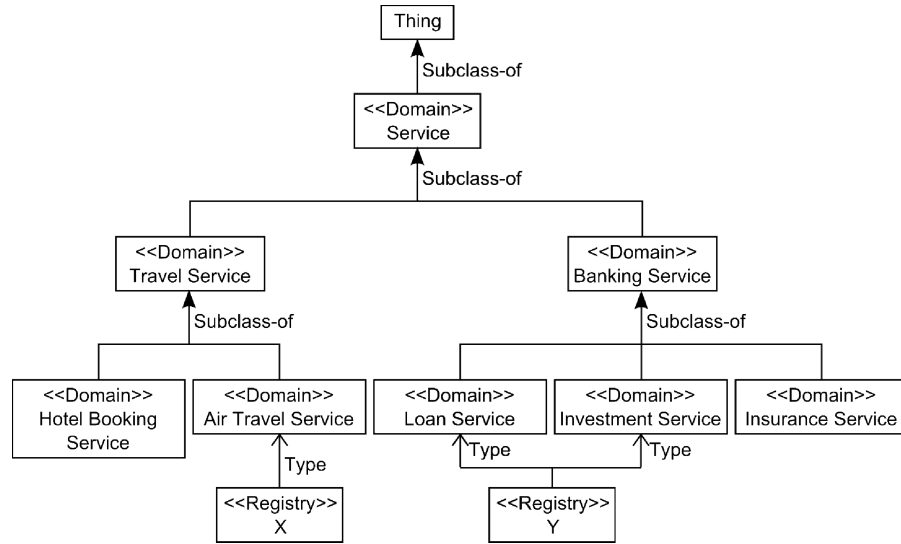 Thing
Subclass-of
<<Domain>>
Service
Subclass-of
<<Domain>>
Travel Service
<<Domain>>
Banking Service
Subclass-of
Subclass-of
<<Domain>>
Hotel Booking
Service
<<Domain>>
Air Travel Service
<<Domain>>
Loan Service
<<Domain>>
Investment Service
<<Domain>>
Insurance Service
Type
Type
Type
<<Registry>>
X
<<Registry>>
Y